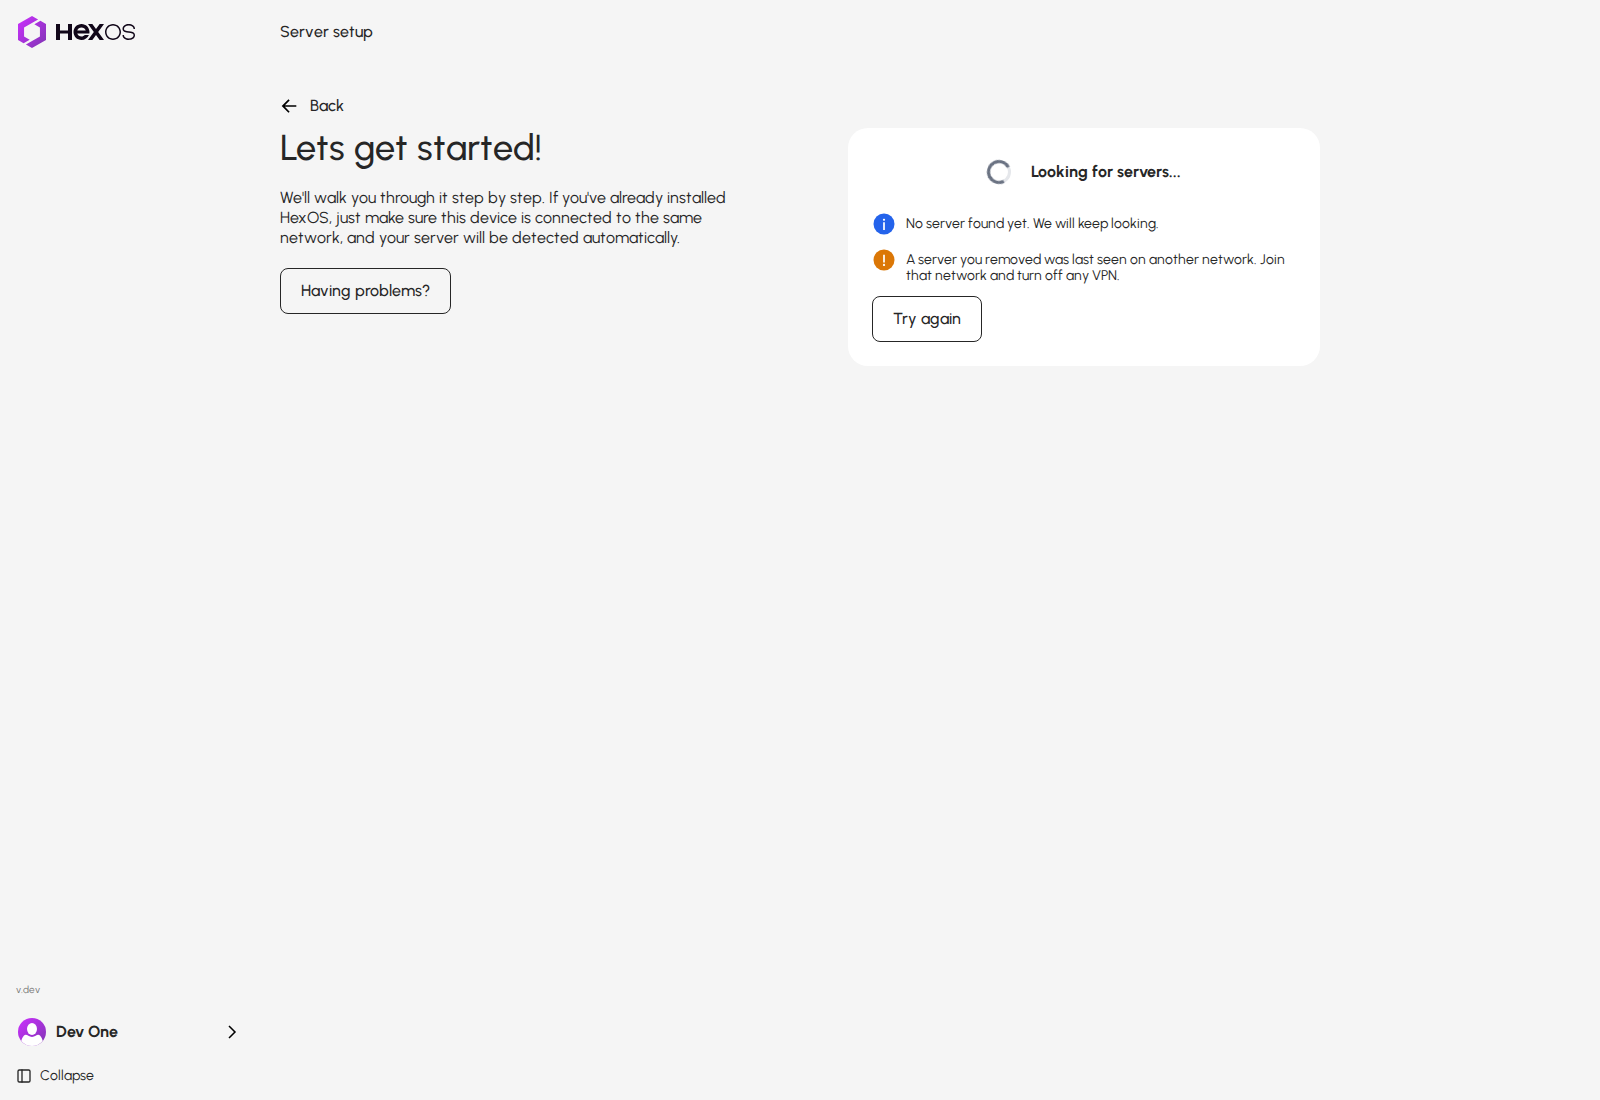 HexOS
Server setup
Back
Lets get started!
We'll walk you through it step by step. If you've already installed
HexOS, just make sure this device is connected to the same
network, and your server will be detected automatically.
Having problems?
Looking for servers...
No server found yet. We will keep looking.
A server you removed was last seen on another network. Join
that network and turn off any VPN.
Try again
v.dev
Dev One
Collapse